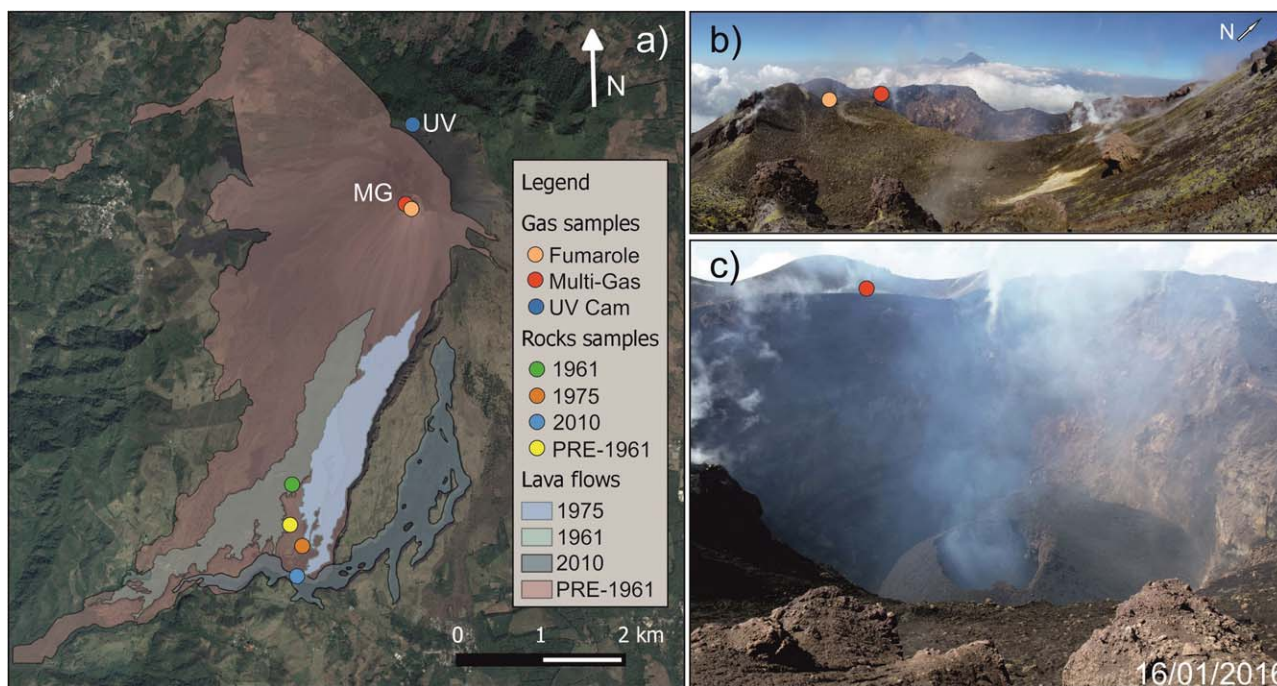 a)
N
UV
MG
Legend
Gas samples
Fumarole
Multi-Gas
UV Cam
Rocks samples
1961
1975
2010
PRE-1961
Lava flows
1975
1961
2010
PRE-1961
0 1 2 km
b)
N
c)
16/01/2016